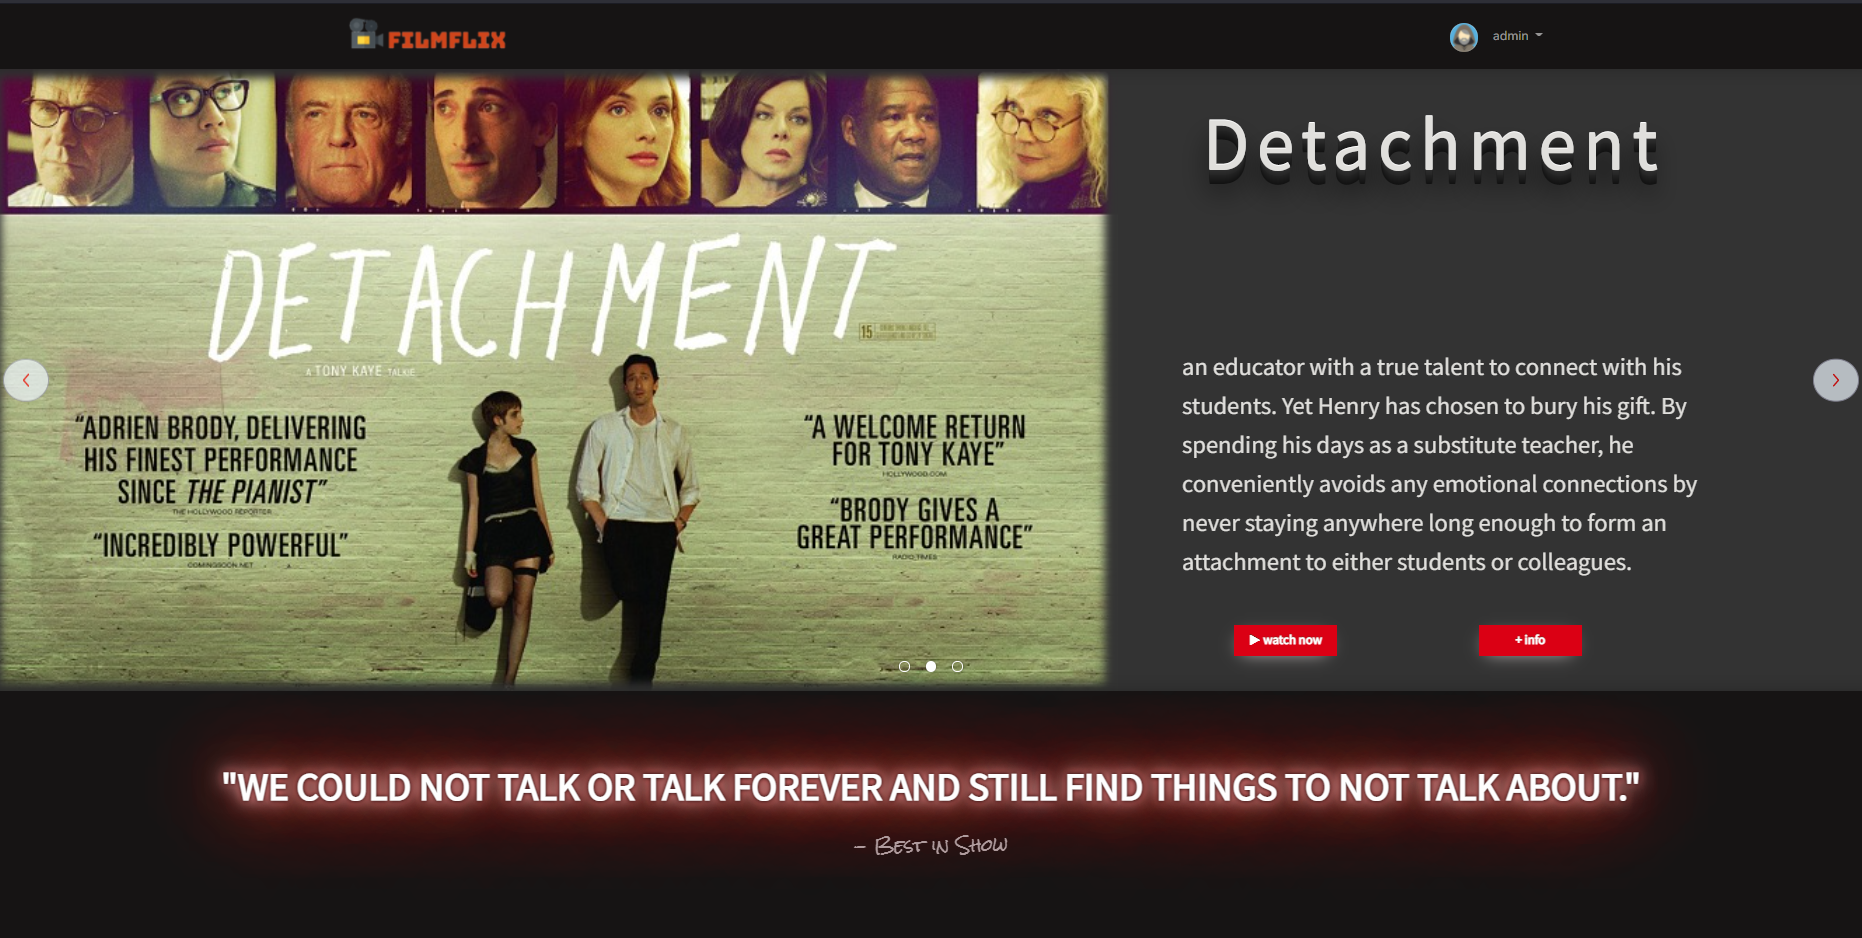 FILMFLIX
admin
DETACHMENT
15
A TONY KAYE TALKIE
“ADRIEN BRODY, DELIVERING
HIS FINEST PERFORMANCE
SINCE THE PIANIST”
THE HOLLYWOOD REPORTER
“INCREDIBLY POWERFUL”
COMINGSOON.NET
“A WELCOME RETURN
FOR TONY KAYE”
HOLLYWOOD.COM
“BRODY GIVES A
GREAT PERFORMANCE”
RADIO TIMES
Detachment
an educator with a true talent to connect with his
students. Yet Henry has chosen to bury his gift. By
spending his days as a substitute teacher, he
conveniently avoids any emotional connections by
never staying anywhere long enough to form an
attachment to either students or colleagues.
watch now
+ info
"WE COULD NOT TALK OR TALK FOREVER AND STILL FIND THINGS TO NOT TALK ABOUT."
– Best in Show